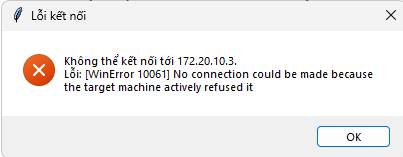 Lỗi kết nối
Không thể kết nối tới 172.20.10.3.
Lỗi: [WinError 10061] No connection could be made because
the target machine actively refused it
OK